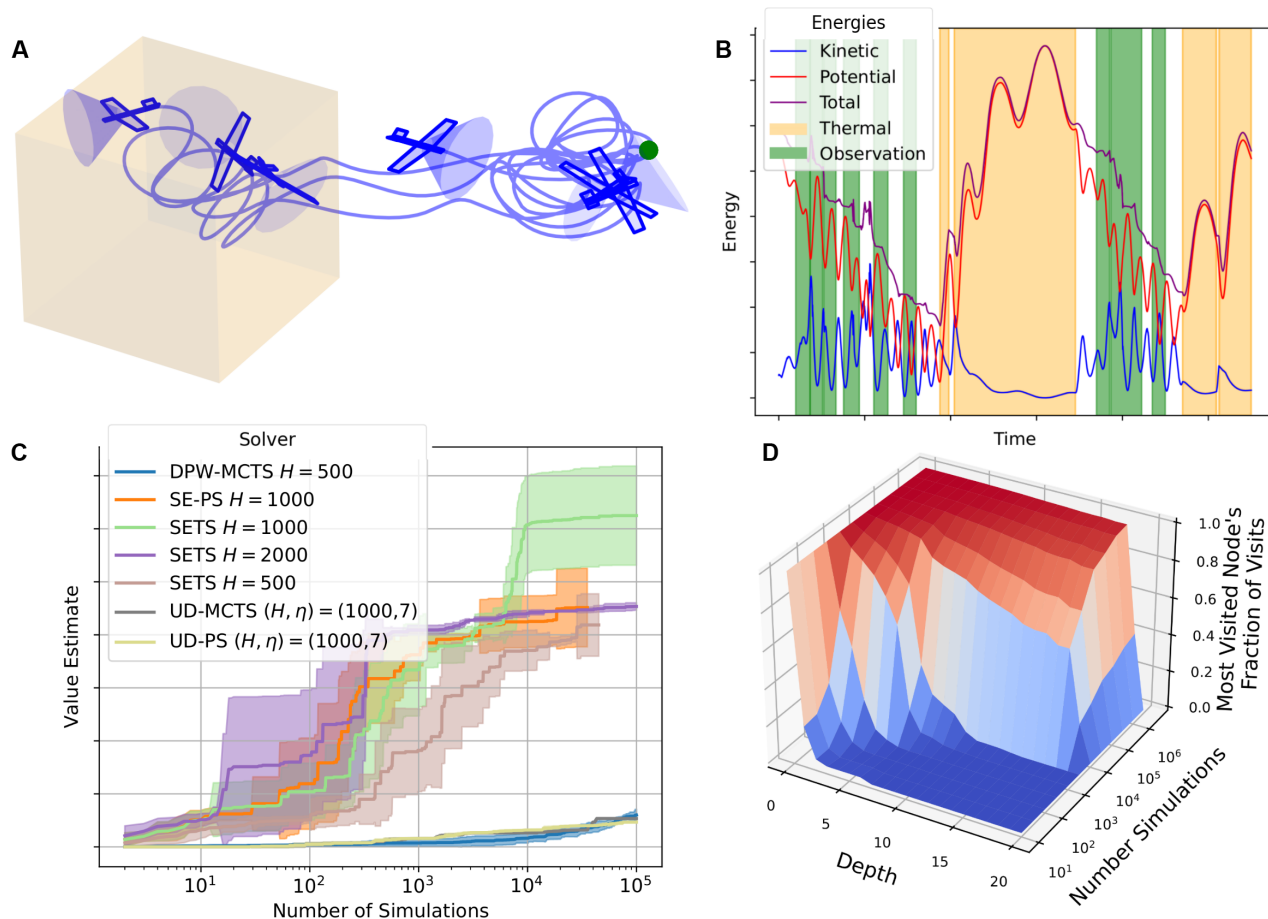 A
B
Energies
Kinetic
Potential
Total
Thermal
Observation
Energy
Time
C
Solver
DPW-MCTS H = 500
SE-PS H = 1000
SETS H = 1000
SETS H = 2000
SETS H = 500
UD-MCTS (H, η) = (1000,7)
UD-PS (H, η) = (1000,7)
Value Estimate
10¹
10²
10³
10⁴
10⁵
Number of Simulations
D
1.0
0.8
0.6
0.4
0.2
0.0
Most Visited Node's
Fraction of Visits
0
5
10
15
20
Depth
10¹
10²
10³
10⁴
10⁵
10⁶
Number Simulations